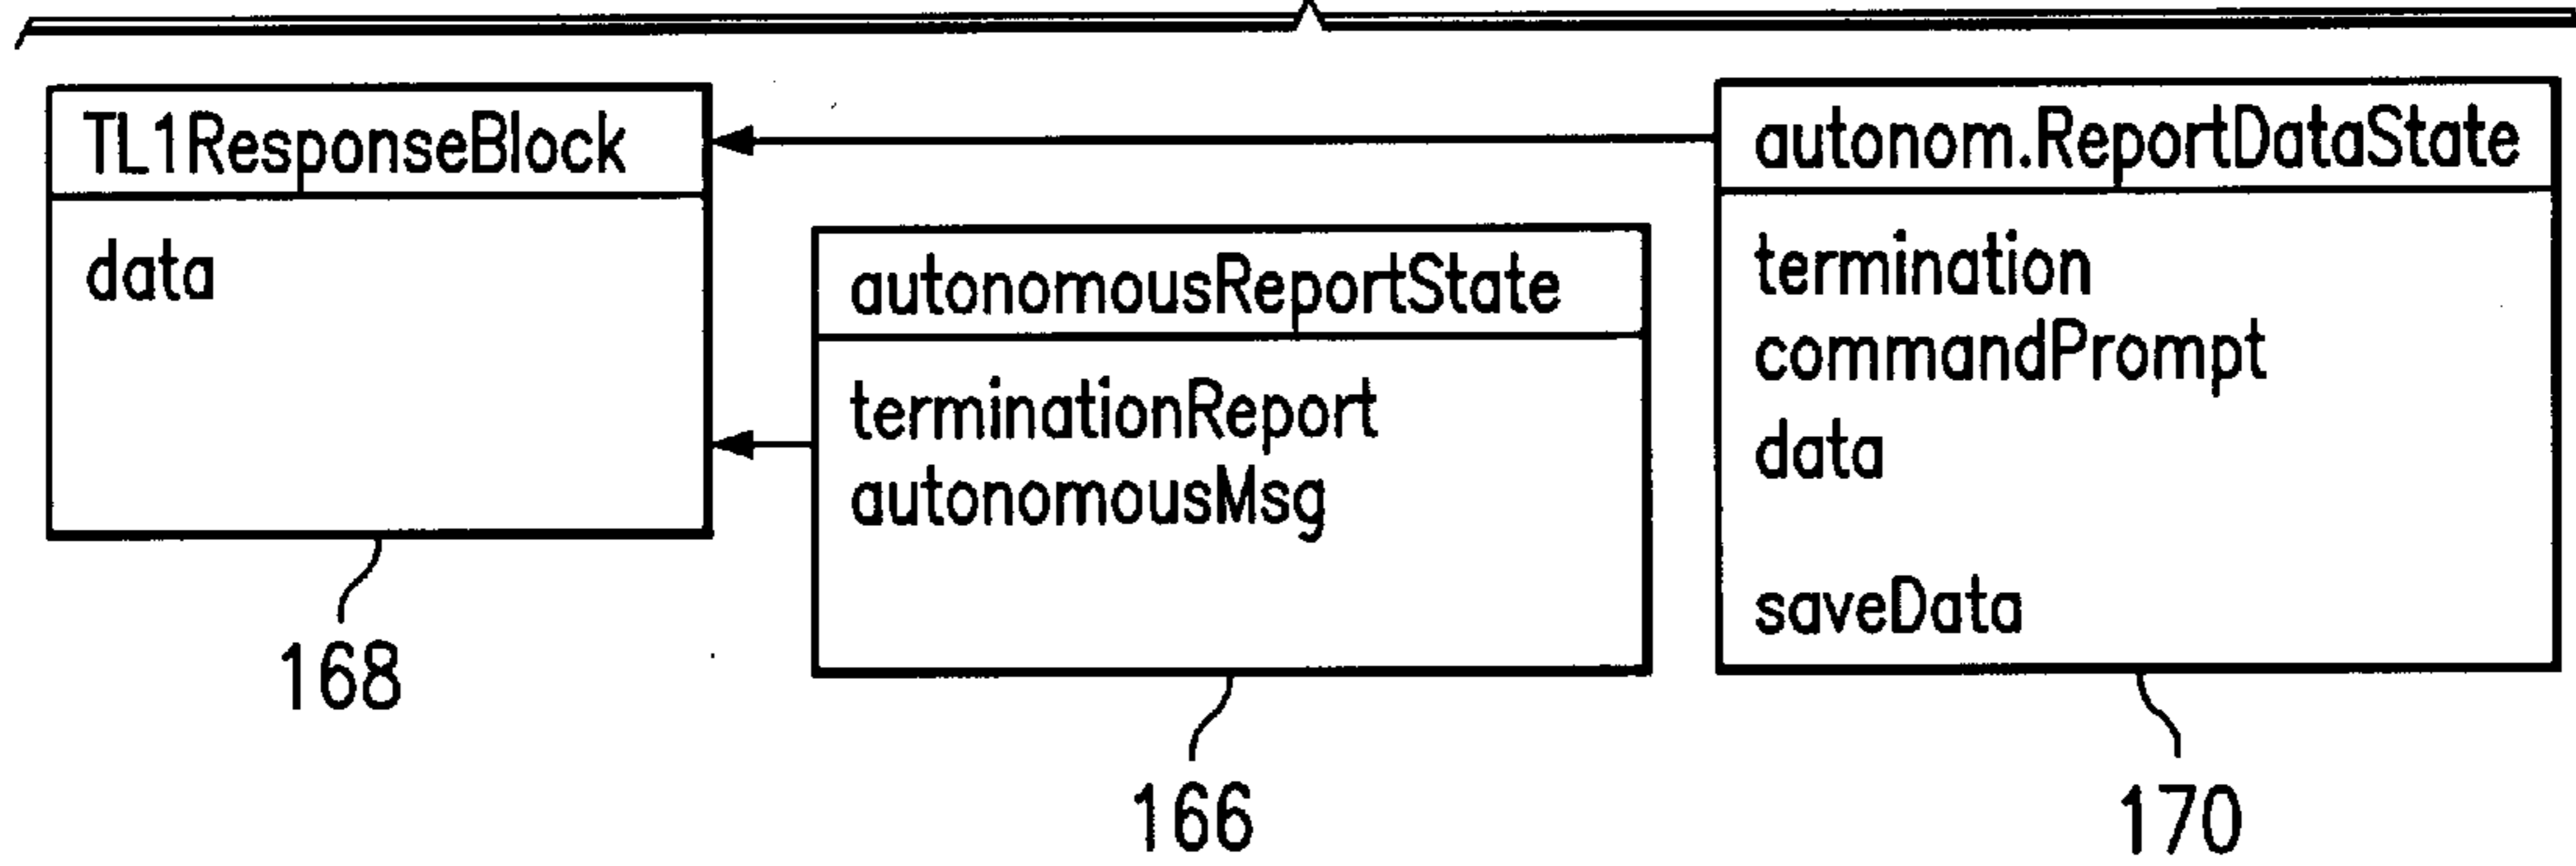 TL1ResponseBlock
data
168
autonomousReportState
terminationReport
autonomousMsg
166
autonom.ReportDataState
termination
commandPrompt
data
saveData
170